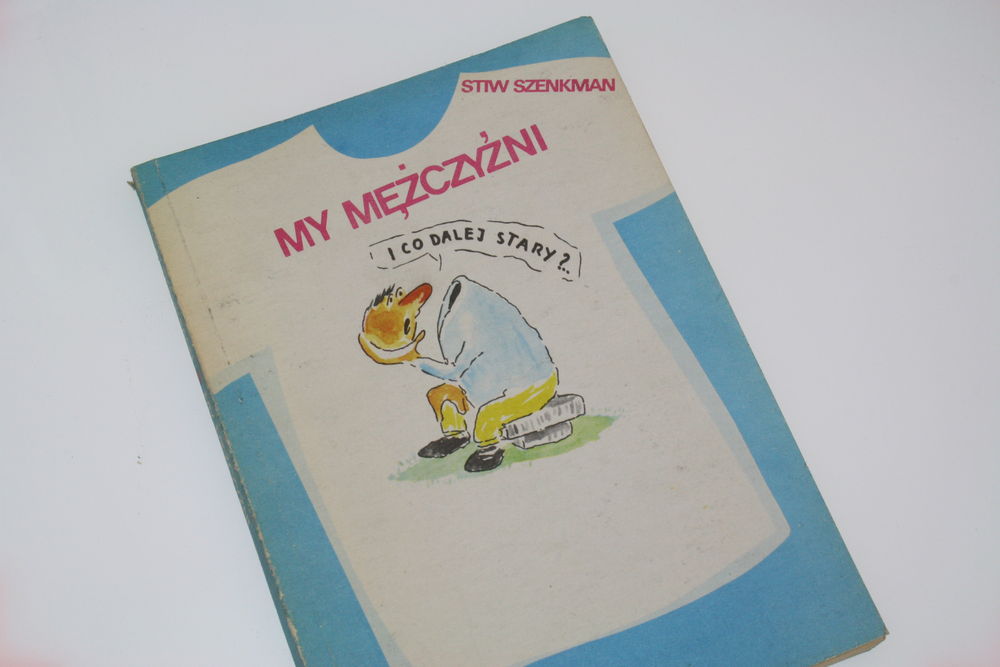 STIW SZENKMAN
MY MĘŻCZYŹNI
I CO DALEJ STARY?..